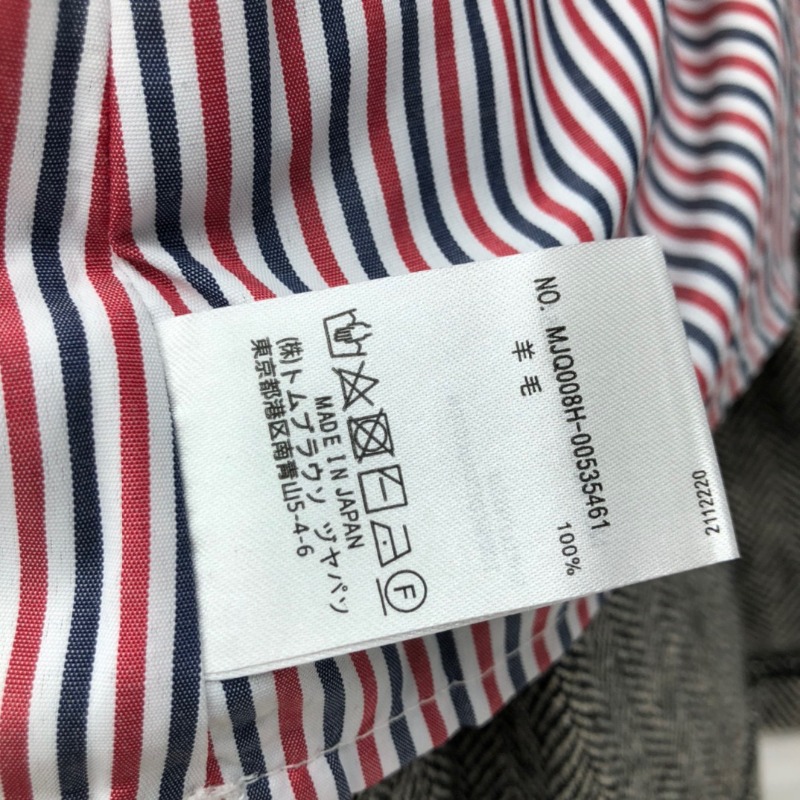 NO. MJQ008H-00535461
羊毛 100%
MADE IN JAPAN
(株)トムブラウン ジャパン
東京都港区南青山5-4-6
F
2112220